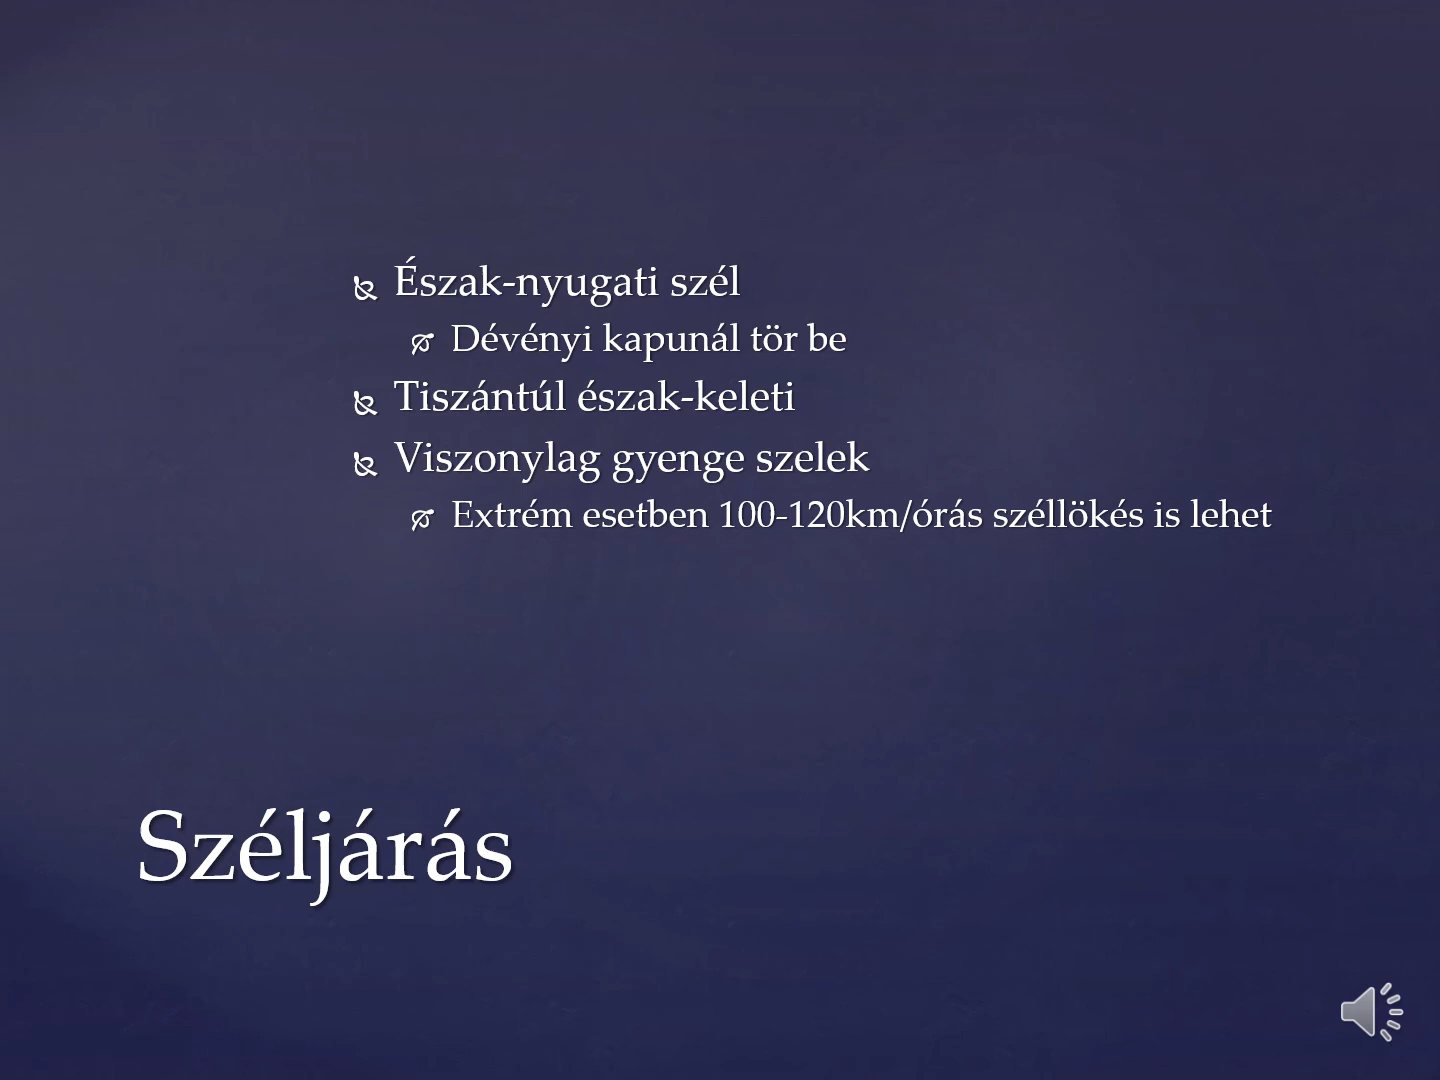 Észak-nyugati szél
Dévényi kapunál tör be
Tiszántúl észak-keleti
Viszonylag gyenge szelek
Extrém esetben 100-120km/órás széllökés is lehet
Széljárás